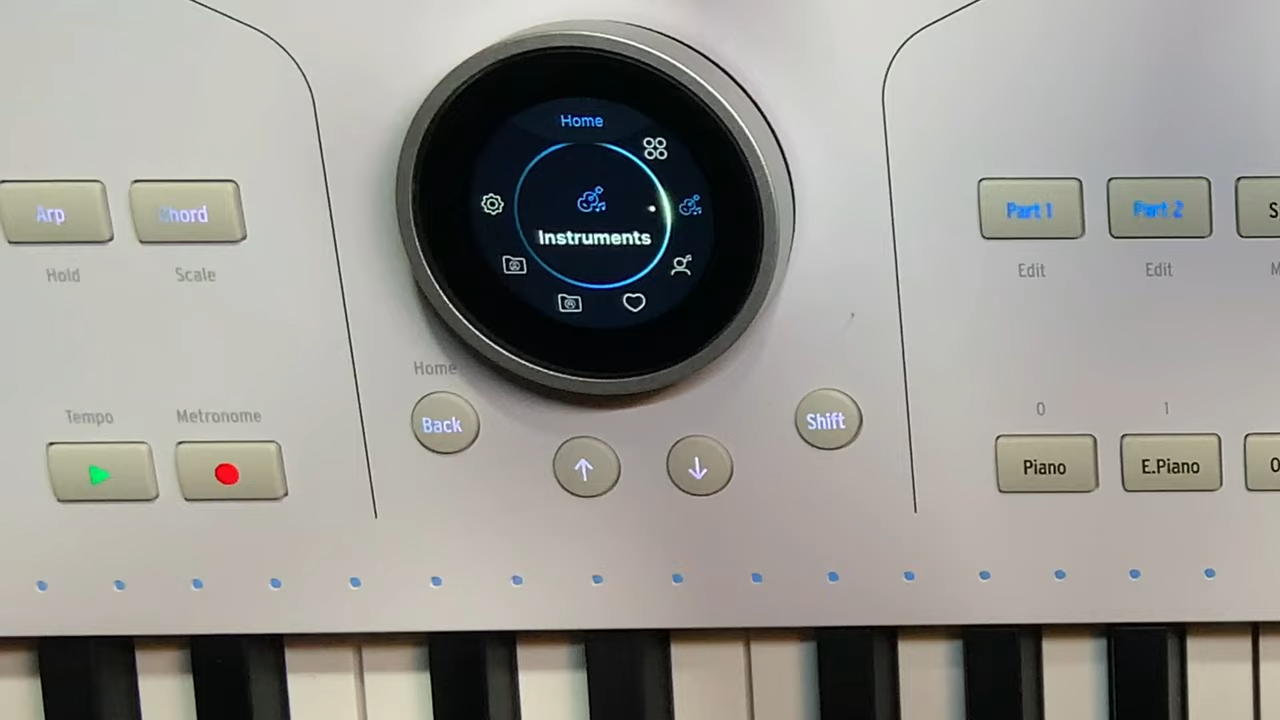 Home
Instruments
Arp
Chord
Hold
Scale
Part 1
Part 2
Edit
Edit
Home
Back
Shift
Tempo
Metronome
0
1
Piano
E.Piano